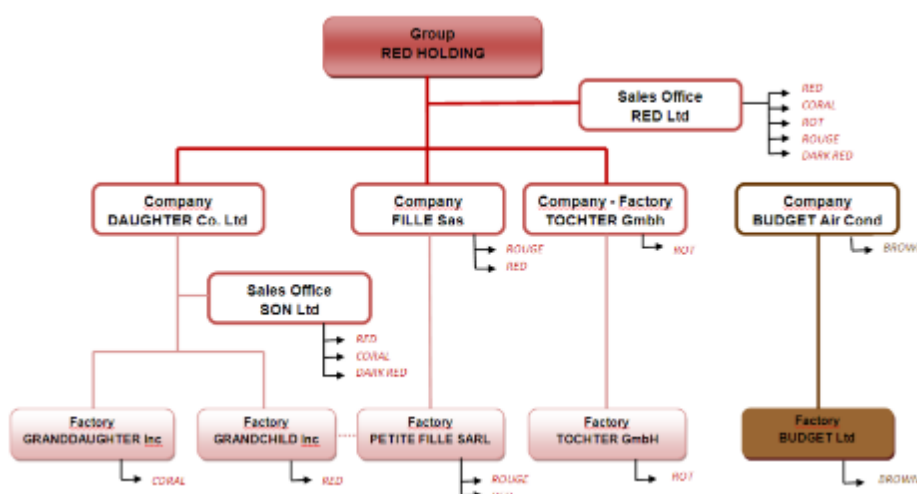 Group
RED HOLDING
Sales Office
RED Ltd
RED
CORAL
ROT
ROUGE
DARK RED
Company
DAUGHTER Co. Ltd
Company
FILLE Sas
Company - Factory
TOCHTER Gmbh
Company
BUDGET Air Cond
ROUGE
RED
ROT
BROWN
Sales Office
SON Ltd
RED
CORAL
DARK RED
Factory
GRANDDAUGHTER Inc
Factory
GRANDCHILD Inc
Factory
PETITE FILLE SARL
Factory
TOCHTER GmbH
Factory
BUDGET Ltd
CORAL
RED
ROUGE
ROT
BROWN